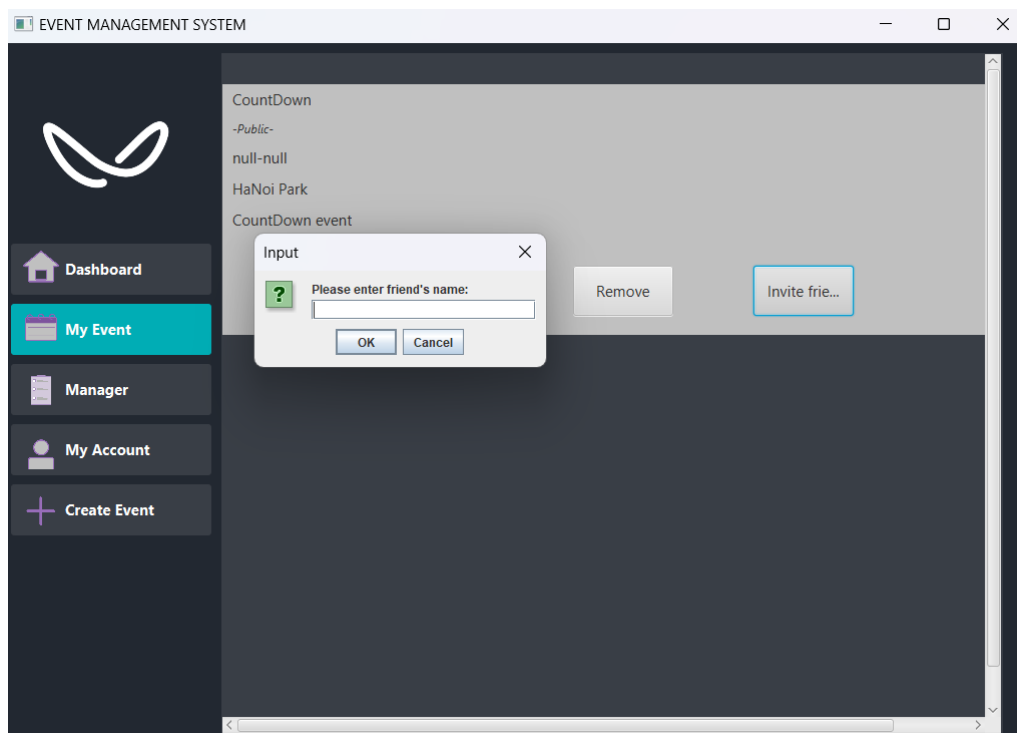 EVENT MANAGEMENT SYSTEM
CountDown
-Public-
null-null
HaNoi Park
CountDown event
Input
?
Please enter friend's name:
OK
Cancel
Remove
Invite frie...
Dashboard
My Event
Manager
My Account
Create Event